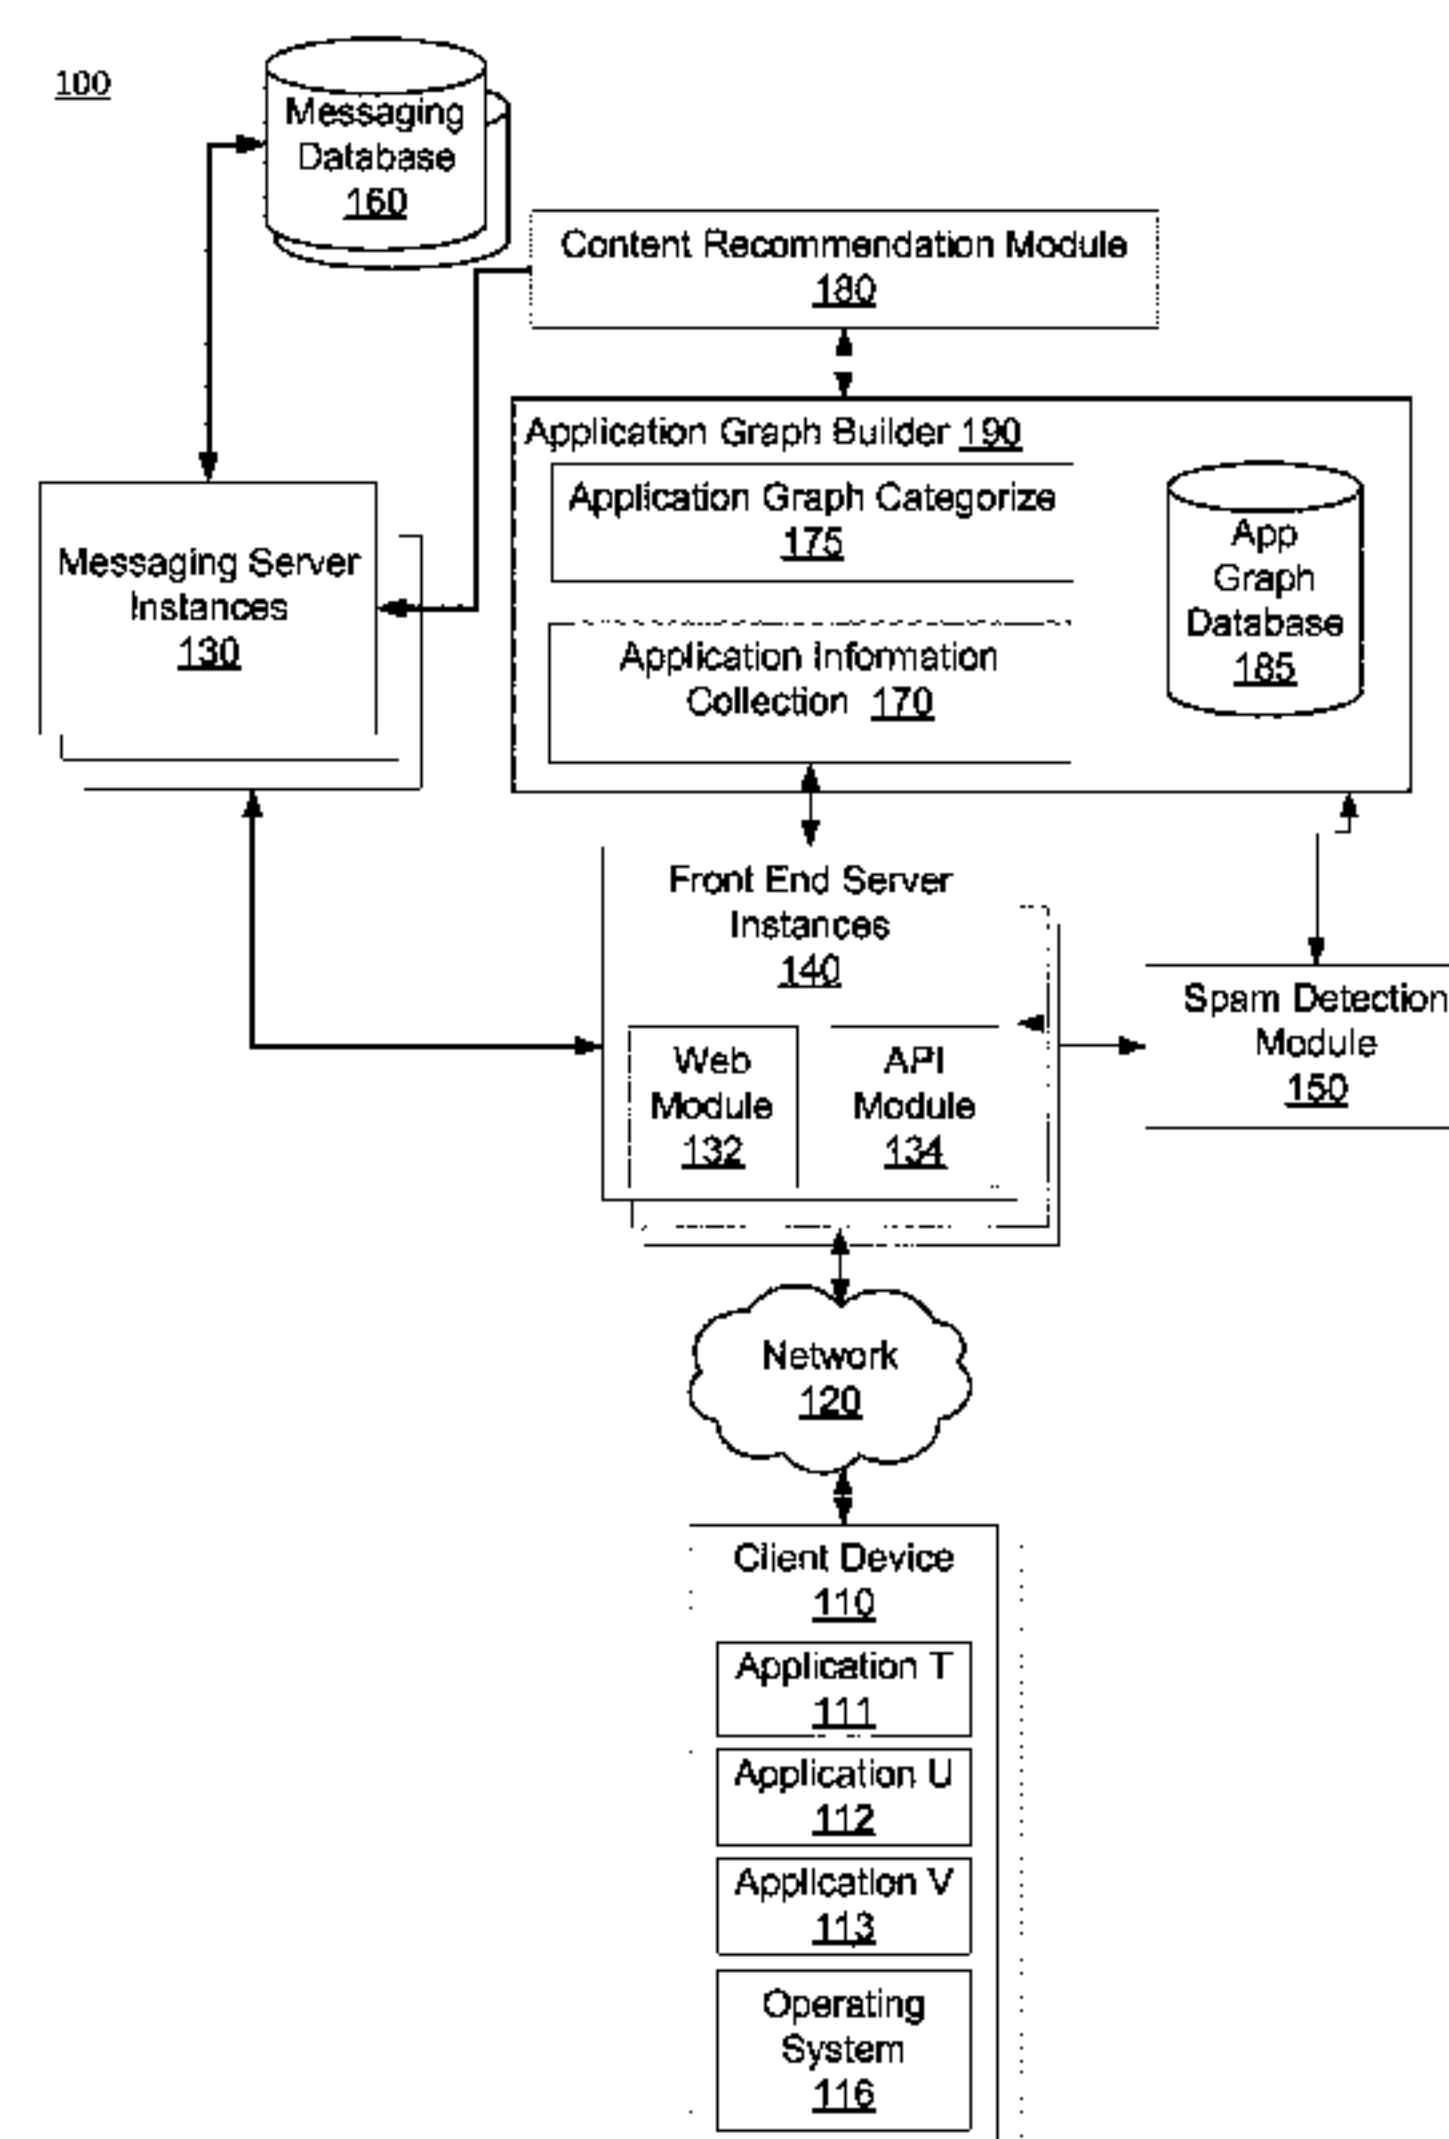 100
Messaging
Database
160
Content Recommendation Module
180
Application Graph Builder 190
Application Graph Categorize
175
App
Graph
Database
185
Application Information
Collection 170
Messaging Server
Instances
130
Front End Server
Instances
140
Web
Module
132
API
Module
134
Spam Detection
Module
150
Network
120
Client Device
110
Application T
111
Application U
112
Application V
113
Operating
System
116